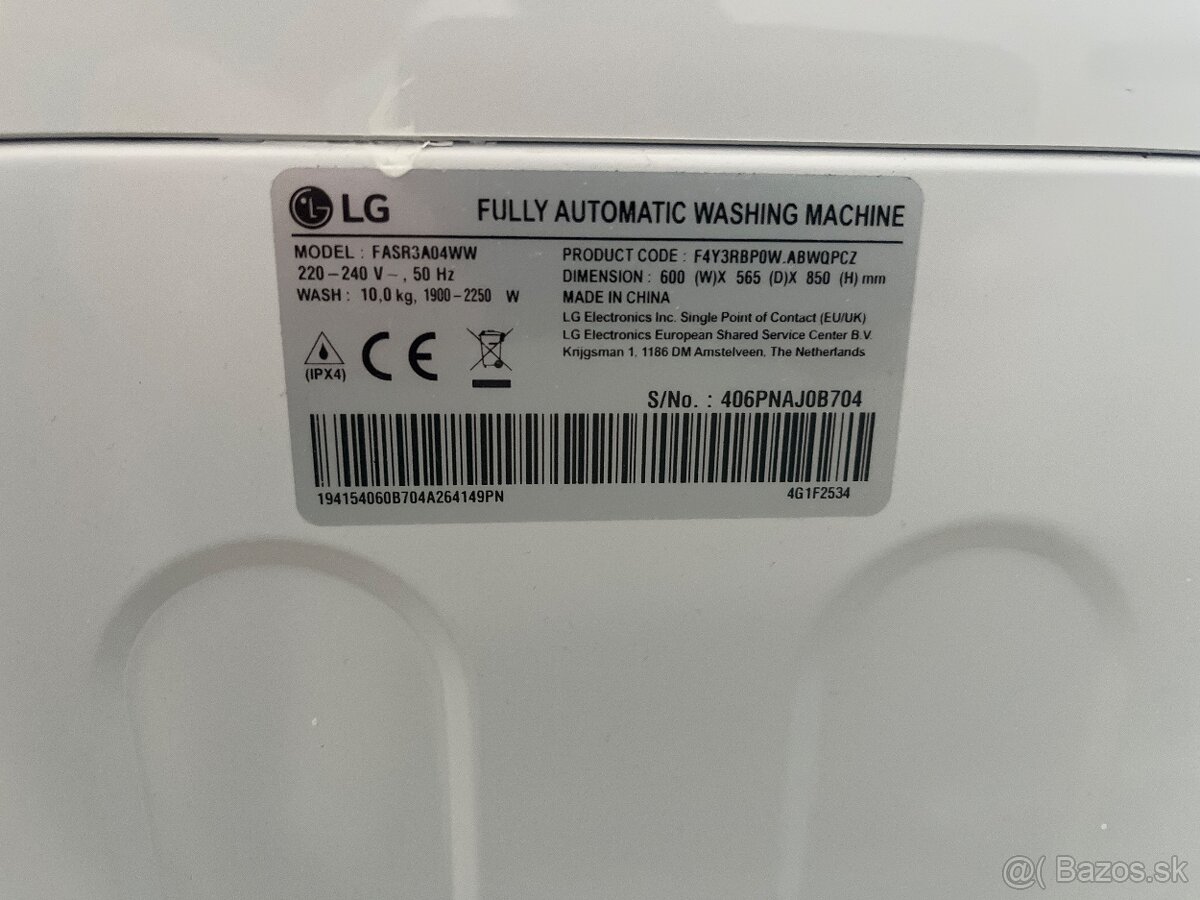 LG FULLY AUTOMATIC WASHING MACHINE
MODEL : FASR3A04WW
220-240 V~, 50 Hz
WASH : 10,0 kg, 1900-2250 W
PRODUCT CODE : F4Y3RBP0W.ABWQPCZ
DIMENSION : 600 (W)X 565 (D)X 850 (H) mm
MADE IN CHINA
LG Electronics Inc. Single Point of Contact (EU/UK)
LG Electronics European Shared Service Center B.V.
Krijgsman 1, 1186 DM Amstelveen, The Netherlands
(IPX4)
CE
S/No. : 406PNAJ0B704
194154060B704A264149PN
4G1F2534
@( Bazos.sk